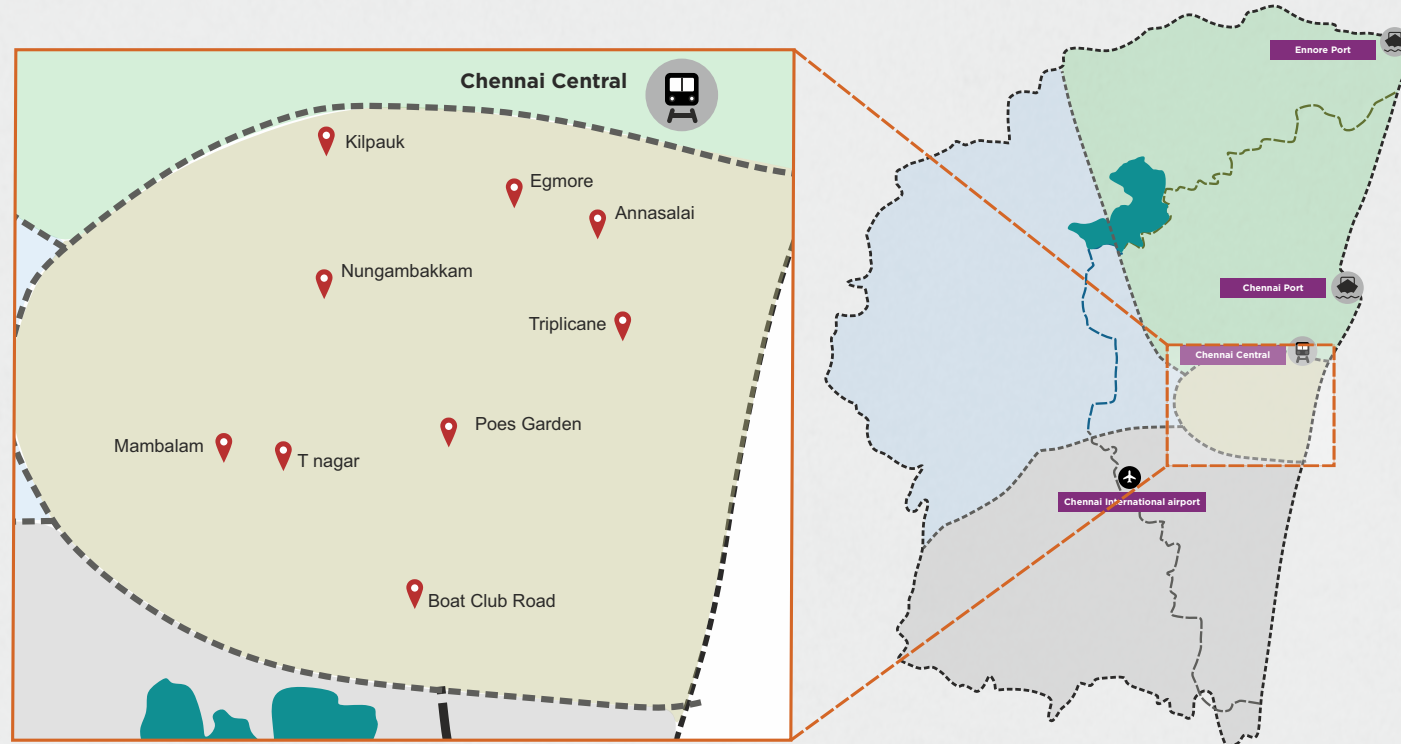 Chennai Central
Kilpauk
Egmore
Annasalai
Nungambakkam
Triplicane
Poes Garden
Mambalam
T nagar
Boat Club Road
Ennore Port
Chennai Port
Chennai Central
Chennai International airport